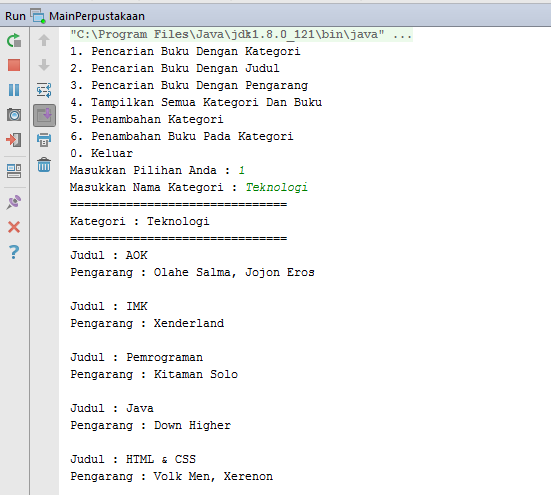 Run MainPerpustakaan
"C:\Program Files\Java\jdk1.8.0_121\bin\java" ...
1. Pencarian Buku Dengan Kategori
2. Pencarian Buku Dengan Judul
3. Pencarian Buku Dengan Pengarang
4. Tampilkan Semua Kategori Dan Buku
5. Penambahan Kategori
6. Penambahan Buku Pada Kategori
0. Keluar
Masukkan Pilihan Anda : 1
Masukkan Nama Kategori : Teknologi
===============================
Kategori : Teknologi
===============================
Judul : AOK
Pengarang : Olahe Salma, Jojon Eros
Judul : IMK
Pengarang : Xenderland
Judul : Pemrograman
Pengarang : Kitaman Solo
Judul : Java
Pengarang : Down Higher
Judul : HTML & CSS
Pengarang : Volk Men, Xerenon